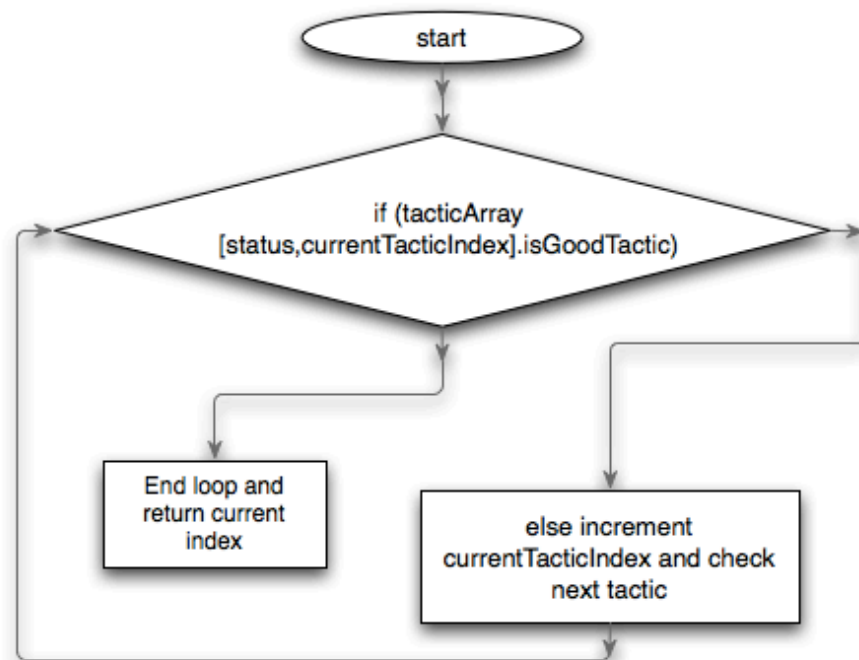 start
if (tacticArray
[status,currentTacticIndex].isGoodTactic)
End loop and
return current
index
else increment
currentTacticIndex and check
next tactic